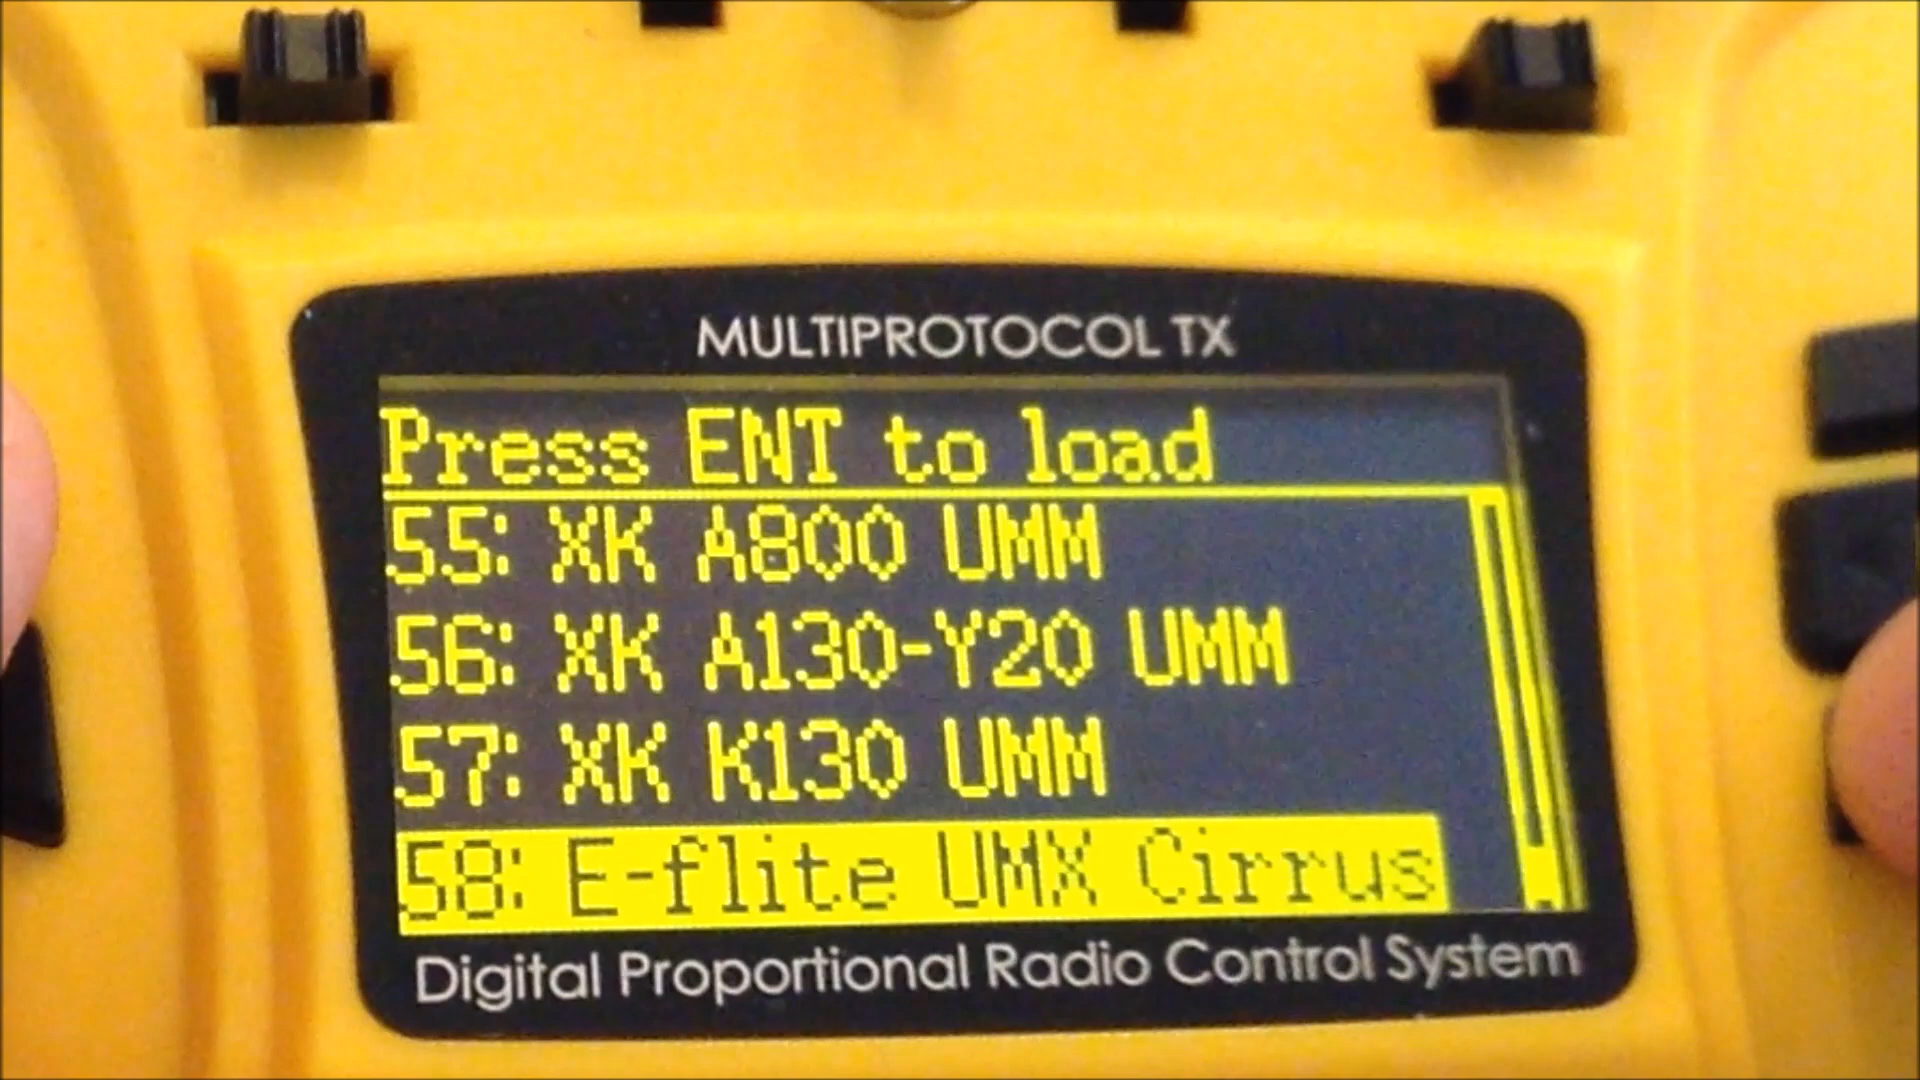 MULTIPROTOCOL TX
Press ENT to load
55: XK A800 UMM
56: XK A130-Y20 UMM
57: XK K130 UMM
58: E-flite UMX Cirrus
Digital Proportional Radio Control System